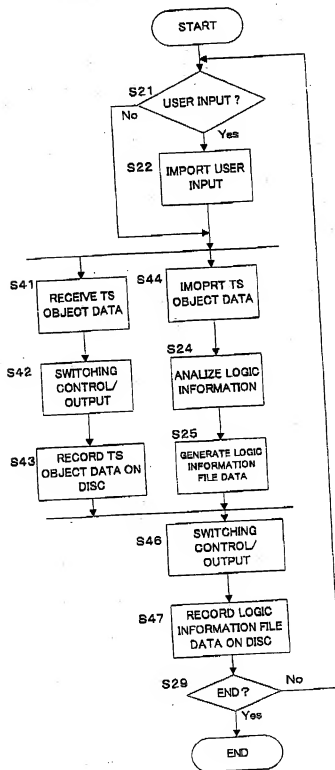 START
S21
USER INPUT ?
No
Yes
S22
IMPORT USER
INPUT
S41
RECEIVE TS
OBJECT DATA
S42
SWITCHING
CONTROL/
OUTPUT
S43
RECORD TS
OBJECT DATA ON
DISC
S44
IMOPRT TS
OBJECT DATA
S24
ANALIZE LOGIC
INFORMATION
S25
GENERATE LOGIC
INFORMATION
FILE DATA
S46
SWITCHING
CONTROL/
OUTPUT
S47
RECORD LOGIC
INFORMATION FILE
DATA ON DISC
S29
END ?
No
Yes
END